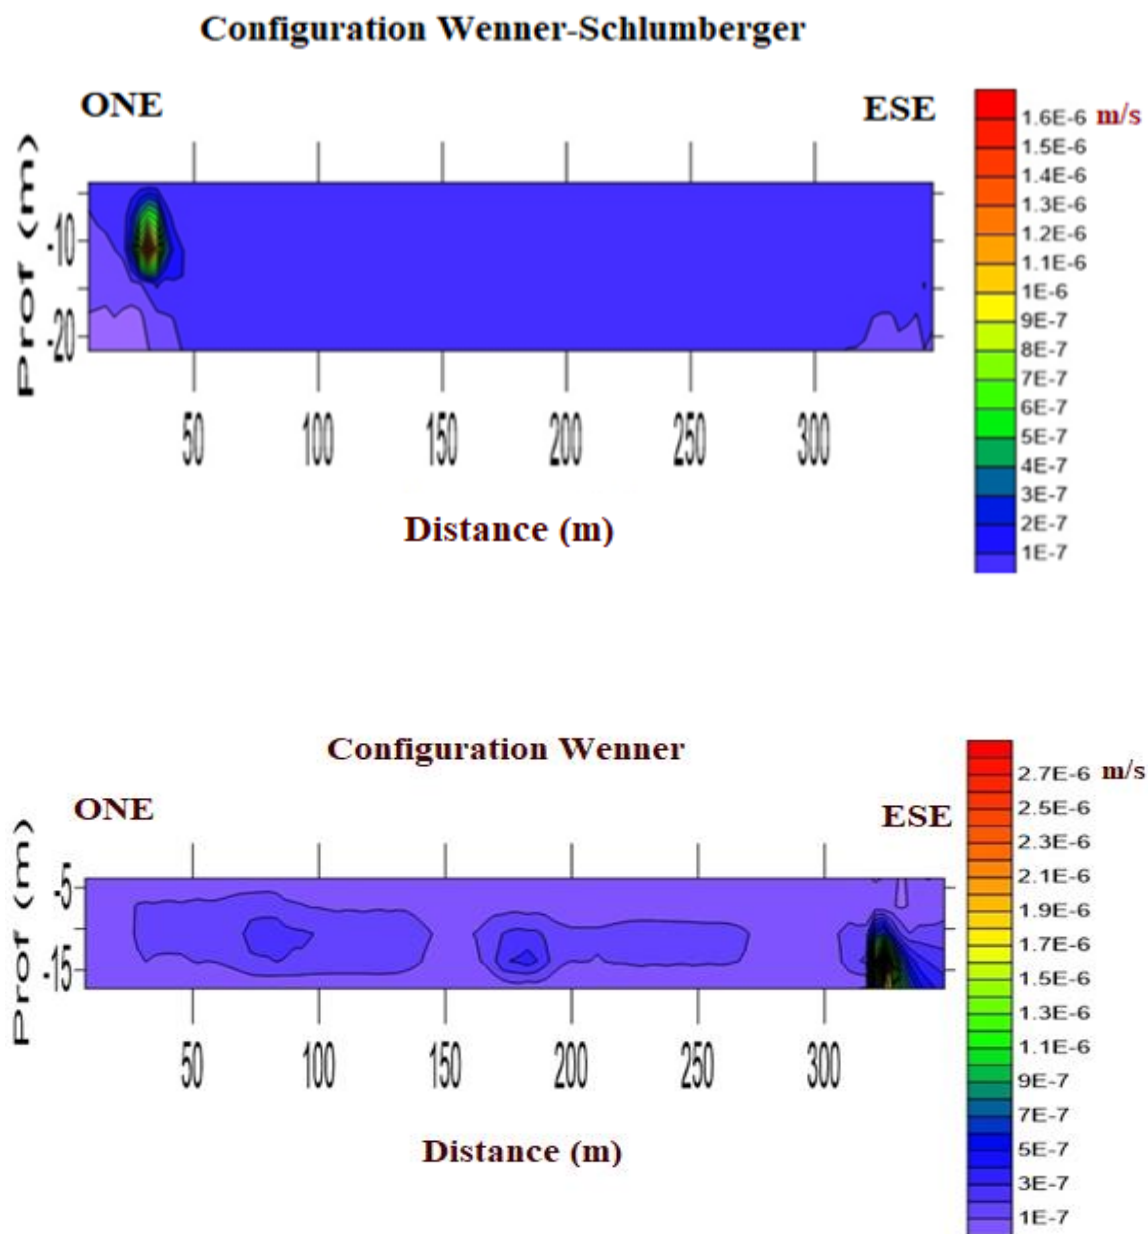 Configuration Wenner-Schlumberger
ONE
ESE
Prof (m)
-10
-20
50
100
150
200
250
300
Distance (m)
1.6E-6 m/s
1.5E-6
1.4E-6
1.3E-6
1.2E-6
1.1E-6
1E-6
9E-7
8E-7
7E-7
6E-7
5E-7
4E-7
3E-7
2E-7
1E-7
Configuration Wenner
ONE
ESE
Prof (m)
-5
-15
50
100
150
200
250
300
Distance (m)
2.7E-6 m/s
2.5E-6
2.3E-6
2.1E-6
1.9E-6
1.7E-6
1.5E-6
1.3E-6
1.1E-6
9E-7
7E-7
5E-7
3E-7
1E-7